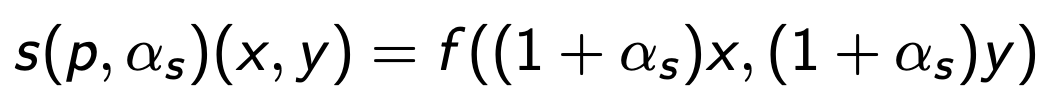 s(p, αₛ)(x, y) = f((1 + αₛ)x, (1 + αₛ)y)